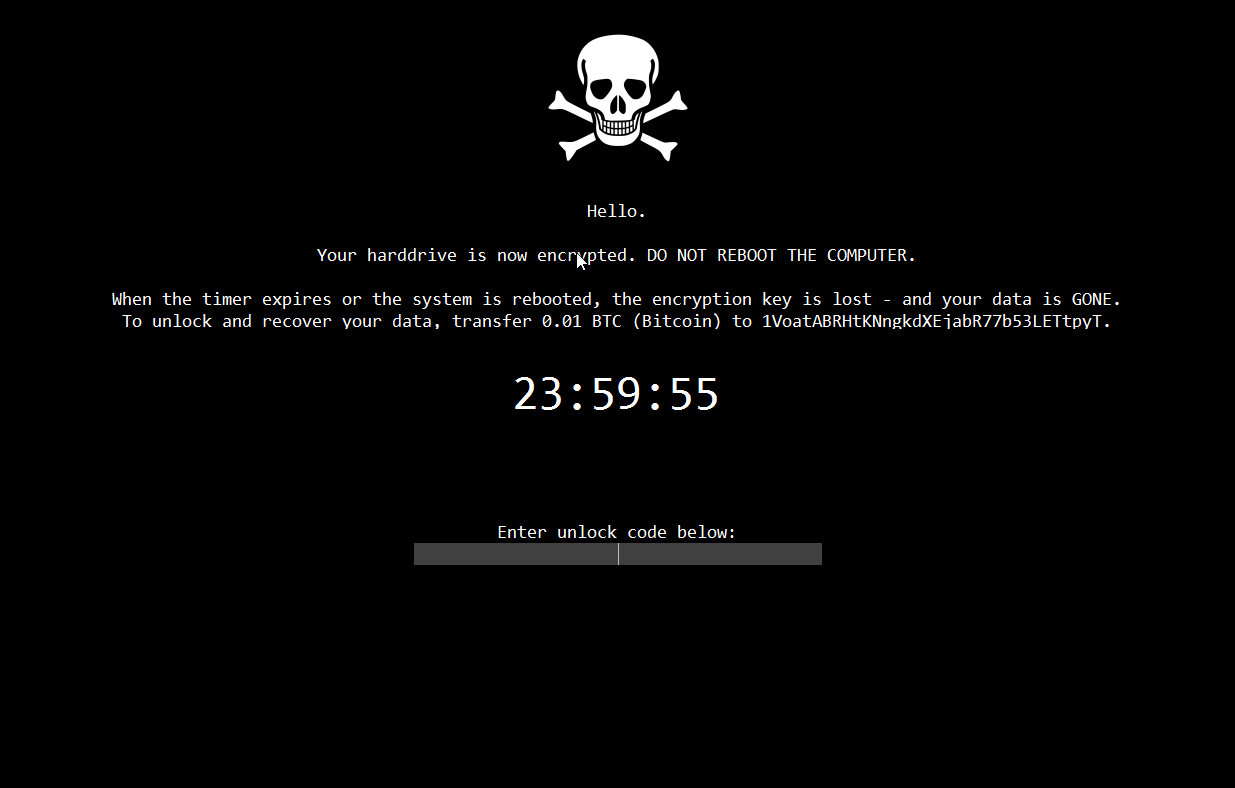 Hello.
Your harddrive is now encrypted. DO NOT REBOOT THE COMPUTER.
When the timer expires or the system is rebooted, the encryption key is lost - and your data is GONE.
To unlock and recover your data, transfer 0.01 BTC (Bitcoin) to 1VoatABRHtKNngkdXEjabR77b53LETtpyT.
23:59:55
Enter unlock code below: